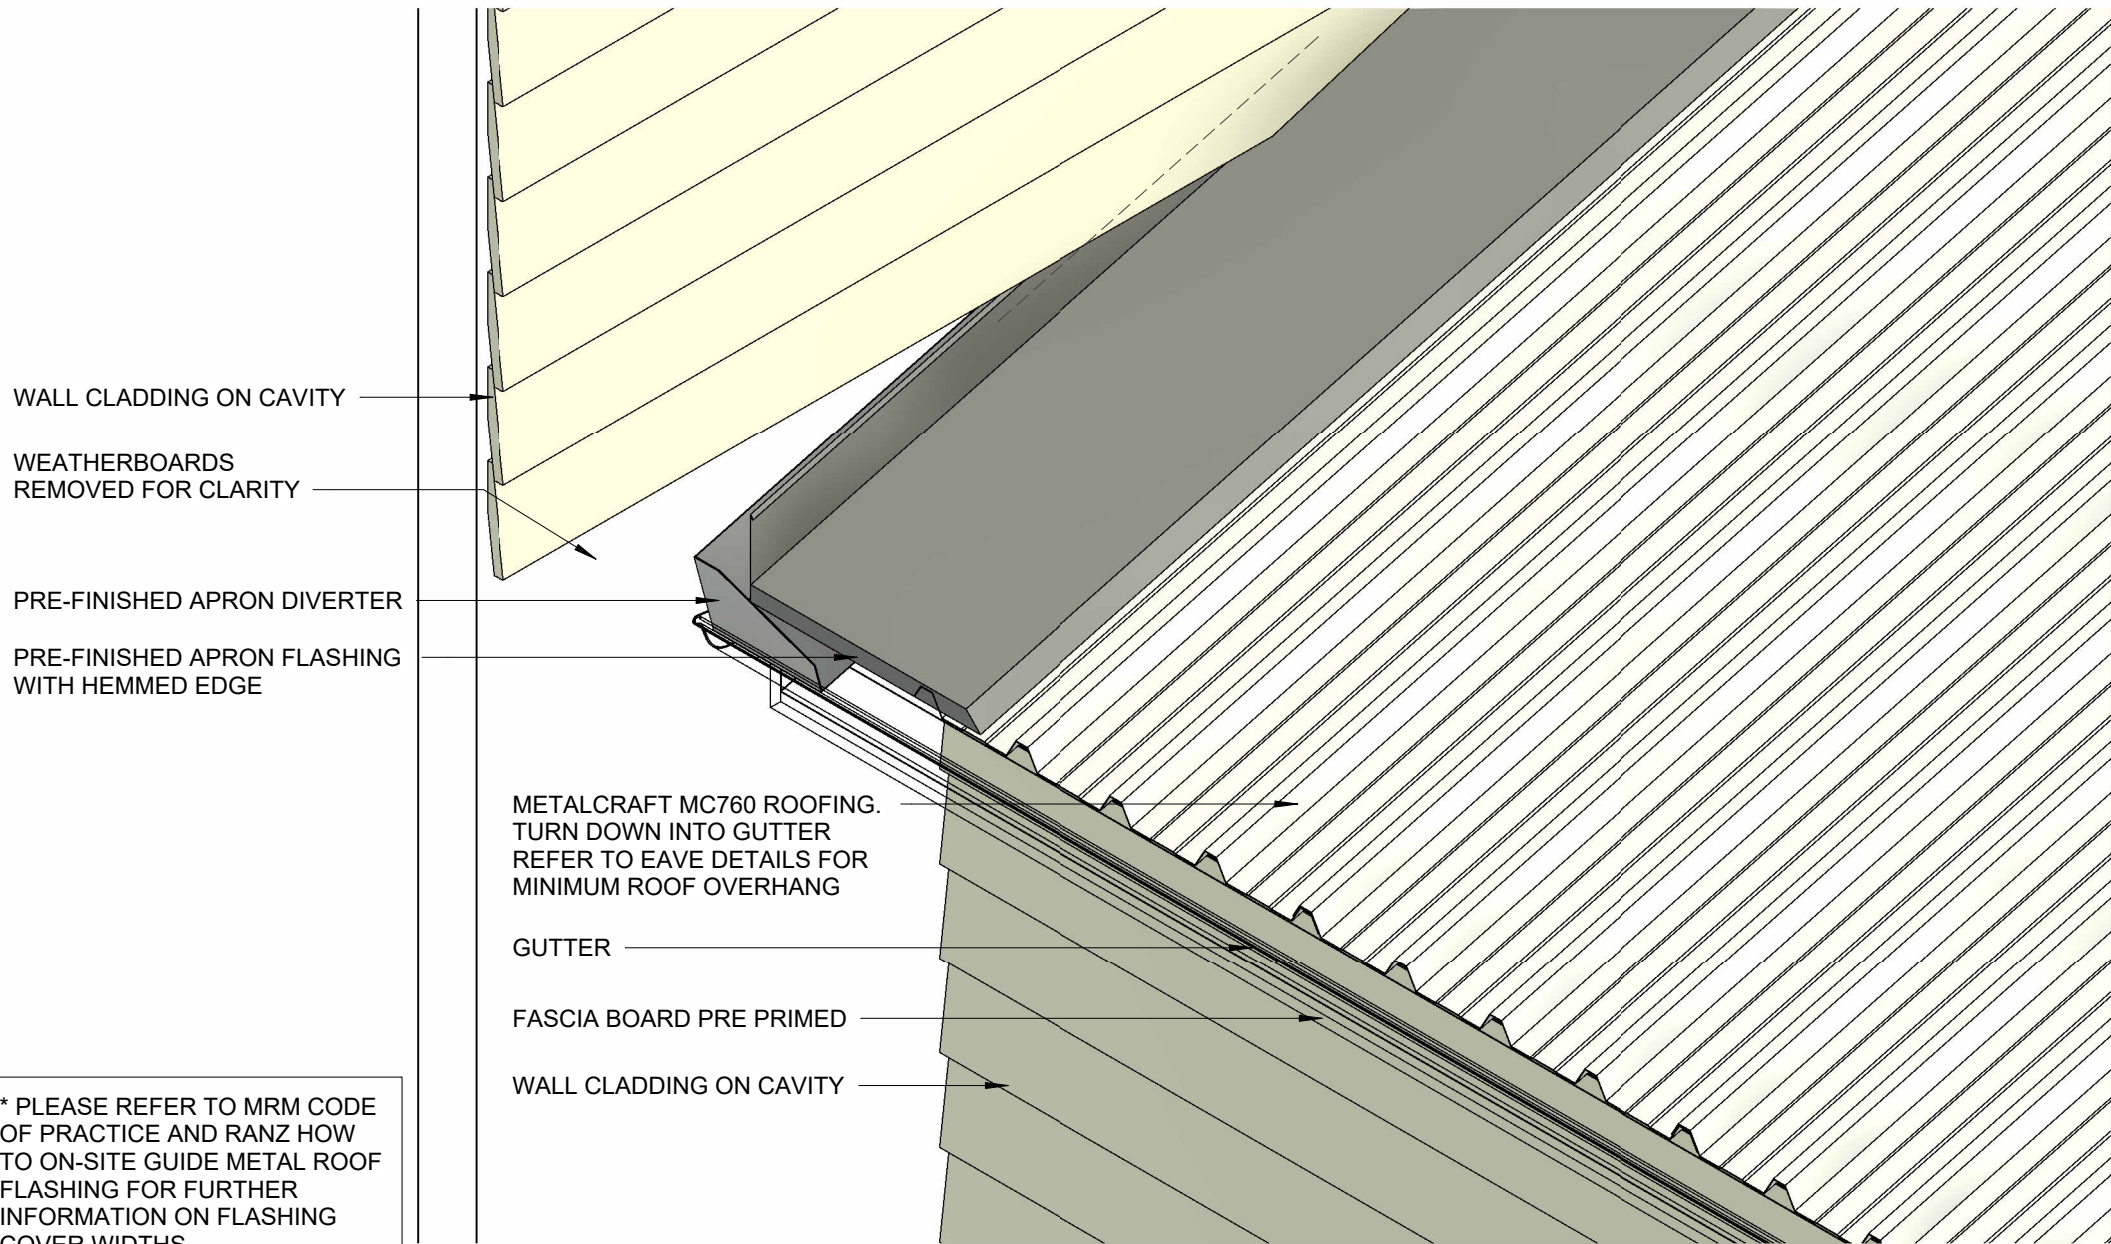 WALL CLADDING ON CAVITY
WEATHERBOARDS
REMOVED FOR CLARITY
PRE-FINISHED APRON DIVERTER
PRE-FINISHED APRON FLASHING
WITH HEMMED EDGE
METALCRAFT MC760 ROOFING.
TURN DOWN INTO GUTTER
REFER TO EAVE DETAILS FOR
MINIMUM ROOF OVERHANG
GUTTER
FASCIA BOARD PRE PRIMED
WALL CLADDING ON CAVITY
* PLEASE REFER TO MRM CODE
OF PRACTICE AND RANZ HOW
TO ON-SITE GUIDE METAL ROOF
FLASHING FOR FURTHER
INFORMATION ON FLASHING
COVER WIDTHS